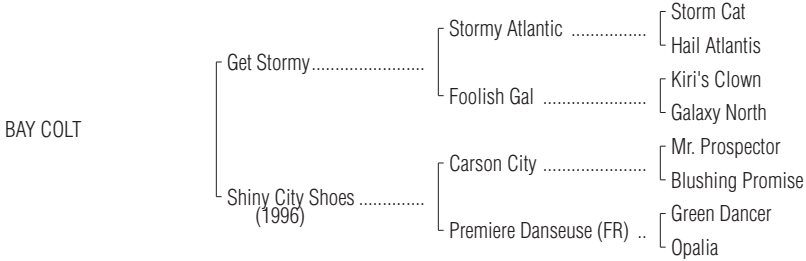 Storm Cat
Stormy Atlantic ................
Hail Atlantis
Get Stormy........................
Kiri's Clown
Foolish Gal ......................
Galaxy North
BAY COLT
Mr. Prospector
Carson City ......................
Blushing Promise
Shiny City Shoes ..............
(1996)
Green Dancer
Premiere Danseuse (FR) ..
Opalia